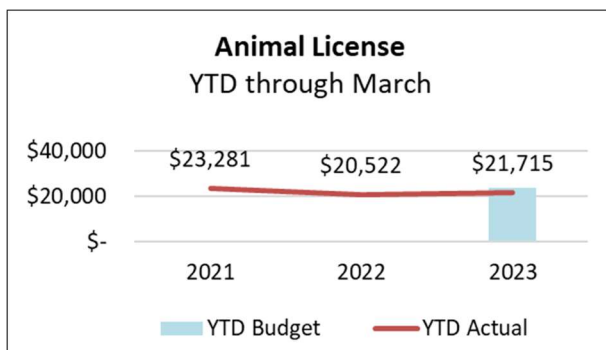 Animal License
YTD through March
$40,000
$23,281 $20,522 $21,715
$20,000
$-
2021 2022 2023
YTD Budget YTD Actual